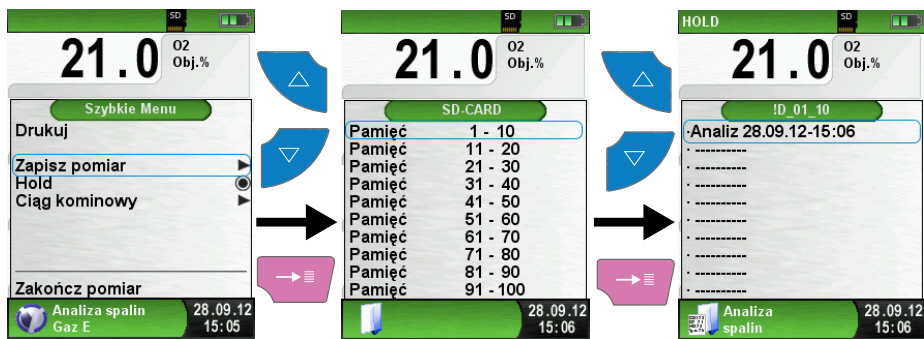 SD
21.0
O2
Obj.%
Szybkie Menu
Drukuj
Zapisz pomiar
Hold
Ciąg kominowy
Zakończ pomiar
Analiza spalin
Gaz E
28.09.12
15:05
SD
21.0
O2
Obj.%
SD-CARD
Pamięć 1 - 10
Pamięć 11 - 20
Pamięć 21 - 30
Pamięć 31 - 40
Pamięć 41 - 50
Pamięć 51 - 60
Pamięć 61 - 70
Pamięć 71 - 80
Pamięć 81 - 90
Pamięć 91 - 100
28.09.12
15:06
HOLD
SD
21.0
O2
Obj.%
!D_01_10
·Analiz 28.09.12-15:06
· ----------
· ----------
· ----------
· ----------
· ----------
· ----------
· ----------
· ----------
· ----------
Analiza
spalin
28.09.12
15:06